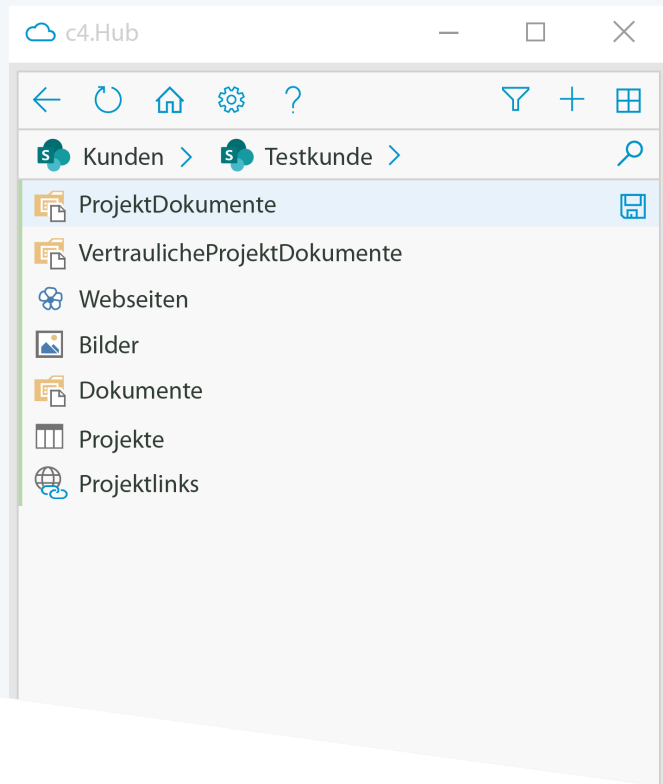 c4.Hub
Kunden Testkunde
ProjektDokumente
VertraulicheProjektDokumente
Webseiten
Bilder
Dokumente
Projekte
Projektlinks